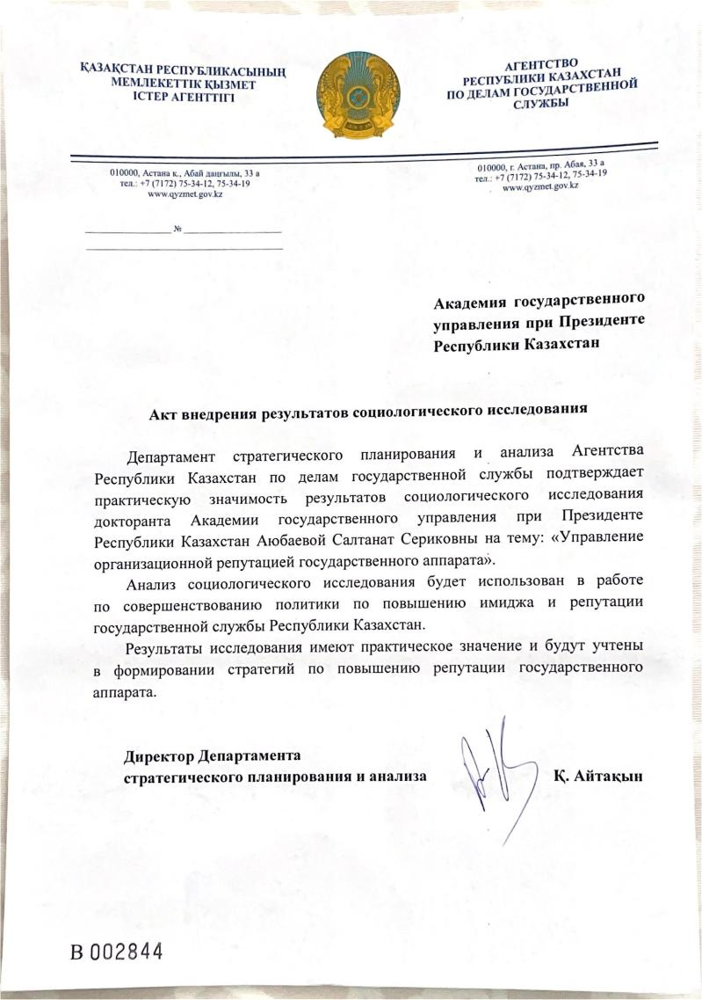 ҚАЗАҚСТАН РЕСПУБЛИКАСЫНЫҢ
МЕМЛЕКЕТТІК ҚЫЗМЕТ
ІСТЕР АГЕНТТІГІ
АГЕНТСТВО
РЕСПУБЛИКИ КАЗАХСТАН
ПО ДЕЛАМ ГОСУДАРСТВЕННОЙ
СЛУЖБЫ
010000, Астана қ., Абай даңғылы, 33 а
тел.: +7 (7172) 75-34-12, 75-34-19
www.qyzmet.gov.kz
010000, г. Астана, пр. Абая, 33 а
тел.: +7 (7172) 75-34-12, 75-34-19
www.qyzmet.gov.kz
№
Академия государственного
управления при Президенте
Республики Казахстан
Акт внедрения результатов социологического исследования
Департамент стратегического планирования и анализа Агентства
Республики Казахстан по делам государственной службы подтверждает
практическую значимость результатов социологического исследования
докторанта Академии государственного управления при Президенте
Республики Казахстан Аюбаевой Салтанат Сериковны на тему: «Управление
организационной репутацией государственного аппарата».
Анализ социологического исследования будет использован в работе
по совершенствованию политики по повышению имиджа и репутации
государственной службы Республики Казахстан.
Результаты исследования имеют практическое значение и будут учтены
в формировании стратегий по повышению репутации государственного
аппарата.
Директор Департамента
стратегического планирования и анализа Қ. Айтақын
В 002844